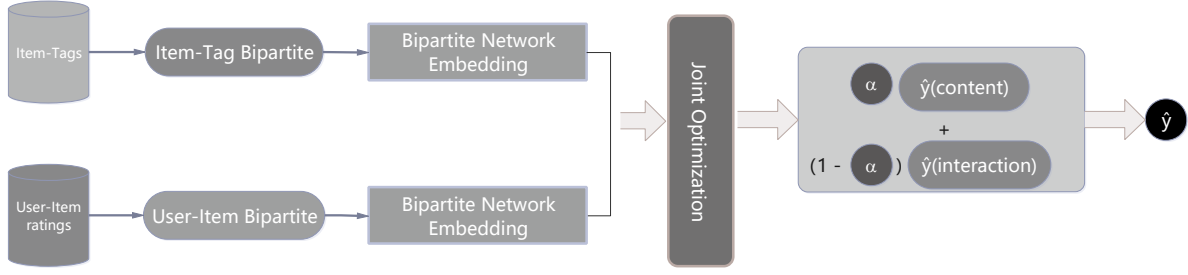 Item-Tags
Item-Tag Bipartite
Bipartite Network
Embedding
User-Item
ratings
User-Item Bipartite
Bipartite Network
Embedding
Joint Optimization
α ŷ(content)
+
(1 - α ) ŷ(interaction)
ŷ